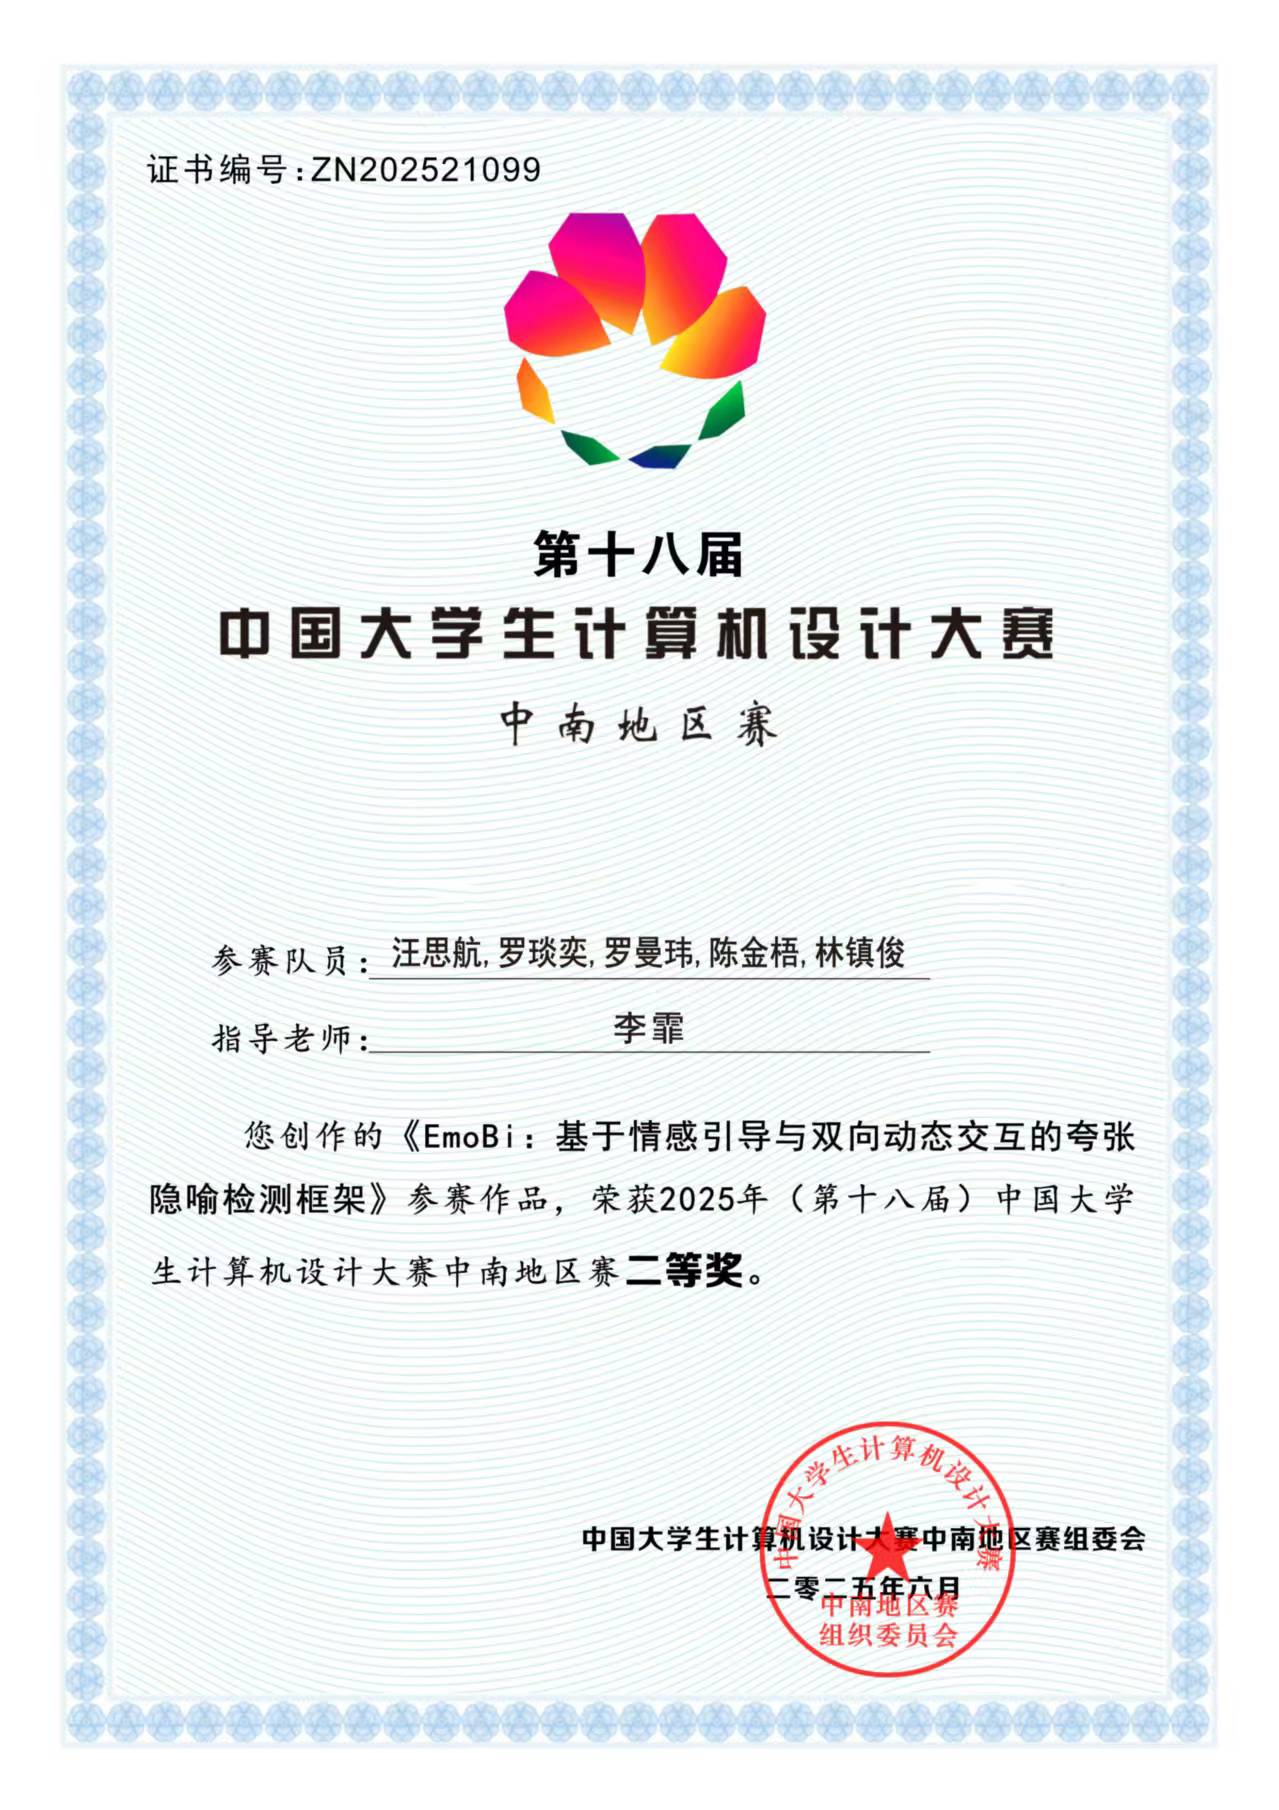 证书编号:ZN202521099
第十八届
中国大学生计算机设计大赛
中南地区赛
参赛队员:汪思航,罗琰奕,罗曼玮,陈金梧,林镇俊
指导老师:李霏
您创作的《EmoBi：基于情感引导与双向动态交互的夸张
隐喻检测框架》参赛作品，荣获2025年（第十八届）中国大学
生计算机设计大赛中南地区赛二等奖。
中国大学生计算机设计大赛中南地区赛组委会
二零二五年六月
中国大学生计算机设计大赛
中南地区赛
组织委员会